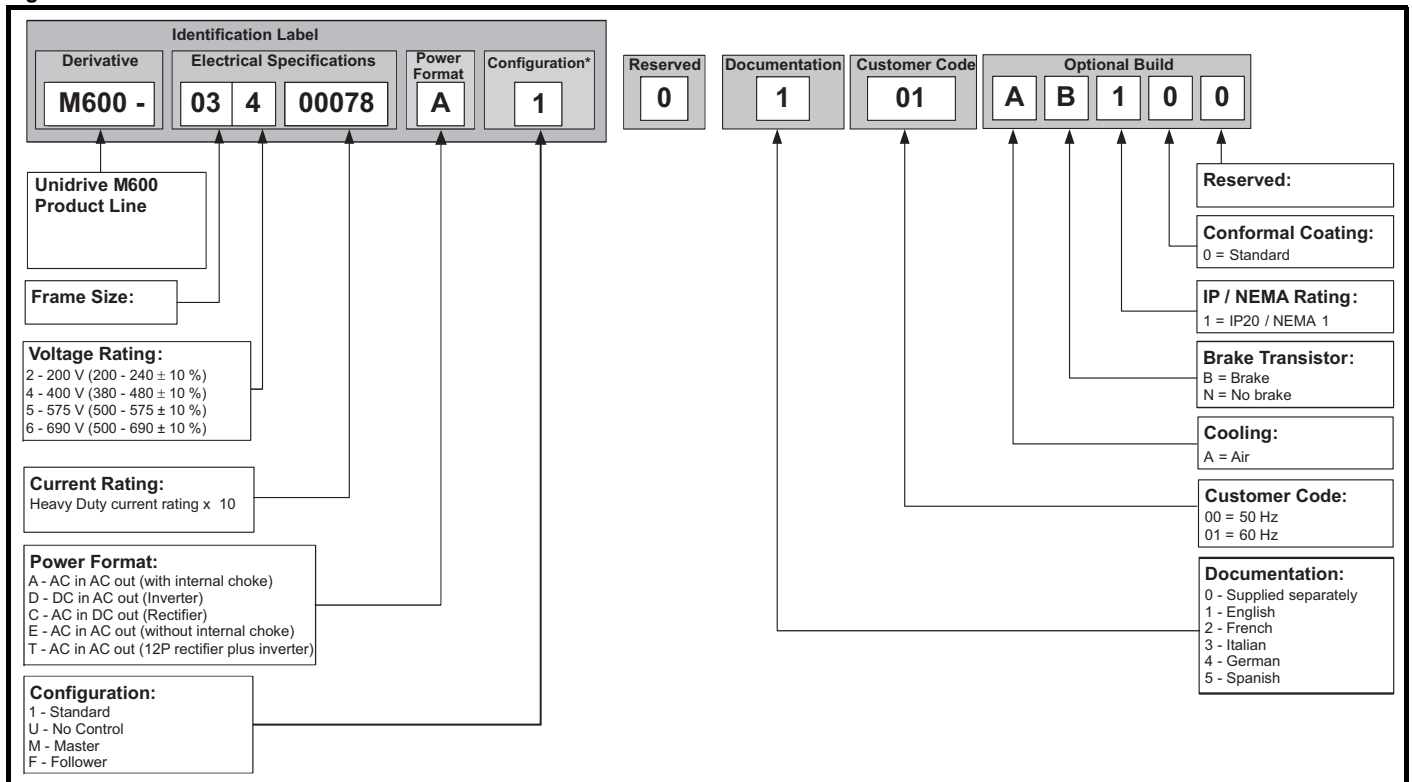 Identification Label
Derivative
Electrical Specifications
Power
Format
Configuration*
Reserved
Documentation
Customer Code
Optional Build
M600 -
03
4
00078
A
1
0
1
01
A
B
1
0
0
Unidrive M600
Product Line
Frame Size:
Voltage Rating:
2 - 200 V (200 - 240 ± 10 %)
4 - 400 V (380 - 480 ± 10 %)
5 - 575 V (500 - 575 ± 10 %)
6 - 690 V (500 - 690 ± 10 %)
Current Rating:
Heavy Duty current rating x 10
Power Format:
A - AC in AC out (with internal choke)
D - DC in AC out (Inverter)
C - AC in DC out (Rectifier)
E - AC in AC out (without internal choke)
T - AC in AC out (12P rectifier plus inverter)
Configuration:
1 - Standard
U - No Control
M - Master
F - Follower
Reserved:
Conformal Coating:
0 = Standard
IP / NEMA Rating:
1 = IP20 / NEMA 1
Brake Transistor:
B = Brake
N = No brake
Cooling:
A = Air
Customer Code:
00 = 50 Hz
01 = 60 Hz
Documentation:
0 - Supplied separately
1 - English
2 - French
3 - Italian
4 - German
5 - Spanish